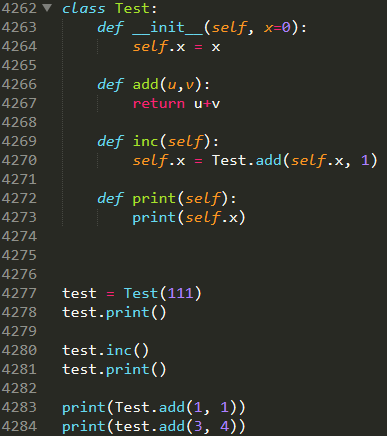 4262 class Test:
4263     def __init__(self, x=0):
4264         self.x = x
4265
4266     def add(u,v):
4267         return u+v
4268
4269     def inc(self):
4270         self.x = Test.add(self.x, 1)
4271
4272     def print(self):
4273         print(self.x)
4274
4275
4276
4277 test = Test(111)
4278 test.print()
4279
4280 test.inc()
4281 test.print()
4282
4283 print(Test.add(1, 1))
4284 print(test.add(3, 4))